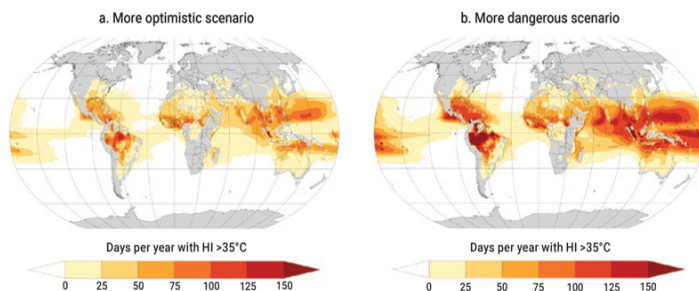 a. More optimistic scenario
b. More dangerous scenario
Days per year with HI >35°C
0 25 50 75 100 125 150
Days per year with HI >35°C
0 25 50 75 100 125 150